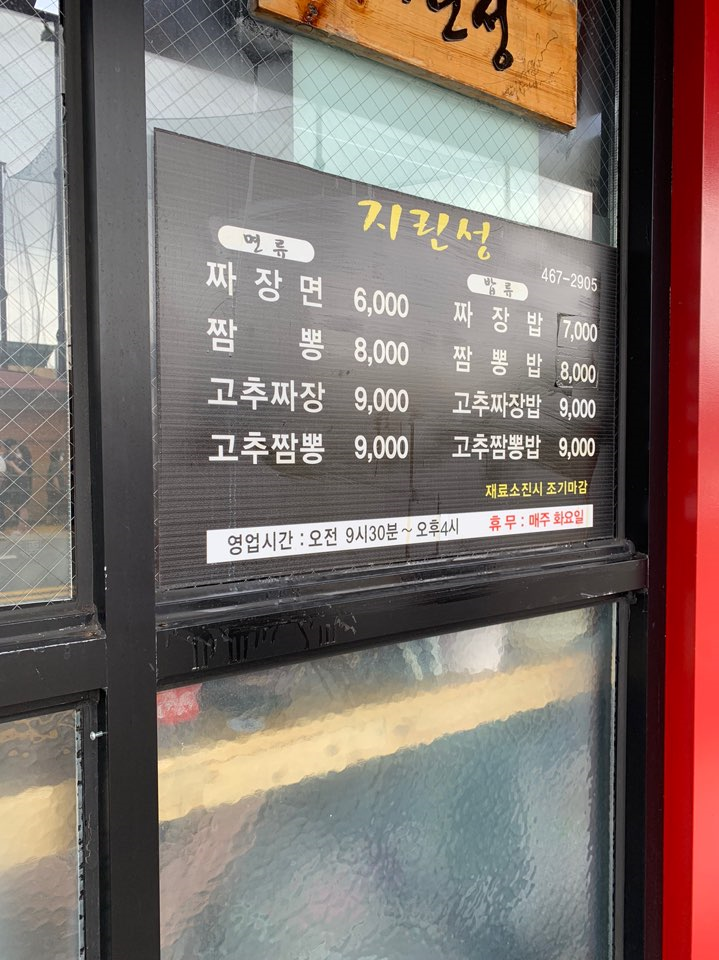 지린성
467-2905
면류
짜장면 6,000
짬뽕 8,000
고추짜장 9,000
고추짬뽕 9,000
밥류
짜장밥 7,000
짬뽕밥 8,000
고추짜장밥 9,000
고추짬뽕밥 9,000
재료소진시 조기마감
영업시간 : 오전 9시30분~오후4시 휴무 : 매주 화요일